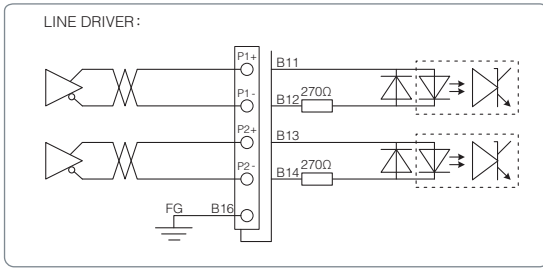 LINE DRIVER:
P1+ B11
P1- B12 270Ω
P2+ B13
P2- B14 270Ω
FG B16